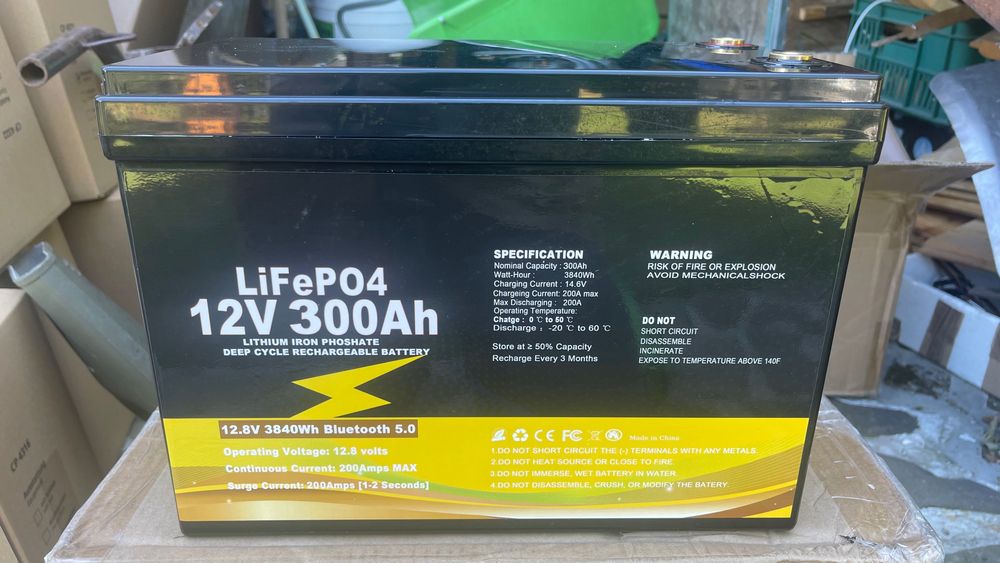 LiFePO4
12V 300Ah
LITHIUM IRON PHOSHATE
DEEP CYCLE RECHARGEABLE BATTERY
SPECIFICATION
Nominal Capacity : 300Ah
Watt-Hour : 3840Wh
Charging Current : 14.6V
Chargeing Current: 200A max
Max Discharging : 200A
Operating Temperature:
Chatge : 0 ℃ to 60 ℃
Discharge : -20 ℃ to 60 ℃
Store at ≥ 50% Capacity
Recharge Every 3 Months
WARNING
RISK OF FIRE OR EXPLOSION
AVOID MECHANICALSHOCK
DO NOT
SHORT CIRCUIT
DISASSEMBLE
INCINERATE
EXPOSE TO TEMPERATURE ABOVE 140F
12.8V 3840Wh Bluetooth 5.0
Operating Voltage: 12.8 volts
Continuous Current: 200Amps MAX
Surge Current: 200Amps [1-2 Seconds]
CE FC Made in China
1.DO NOT SHORT CIRCUIT THE (-) TERMINALS WITH ANY METALS.
2.DO NOT HEAT SOURCE OR CLOSE TO FIRE.
3.DO NOT IMMERSE, WET BATTERY IN WATER.
4.DO NOT DISASSEMBLE, CRUSH, OR MODIFY THE BATERY.
CP-4316